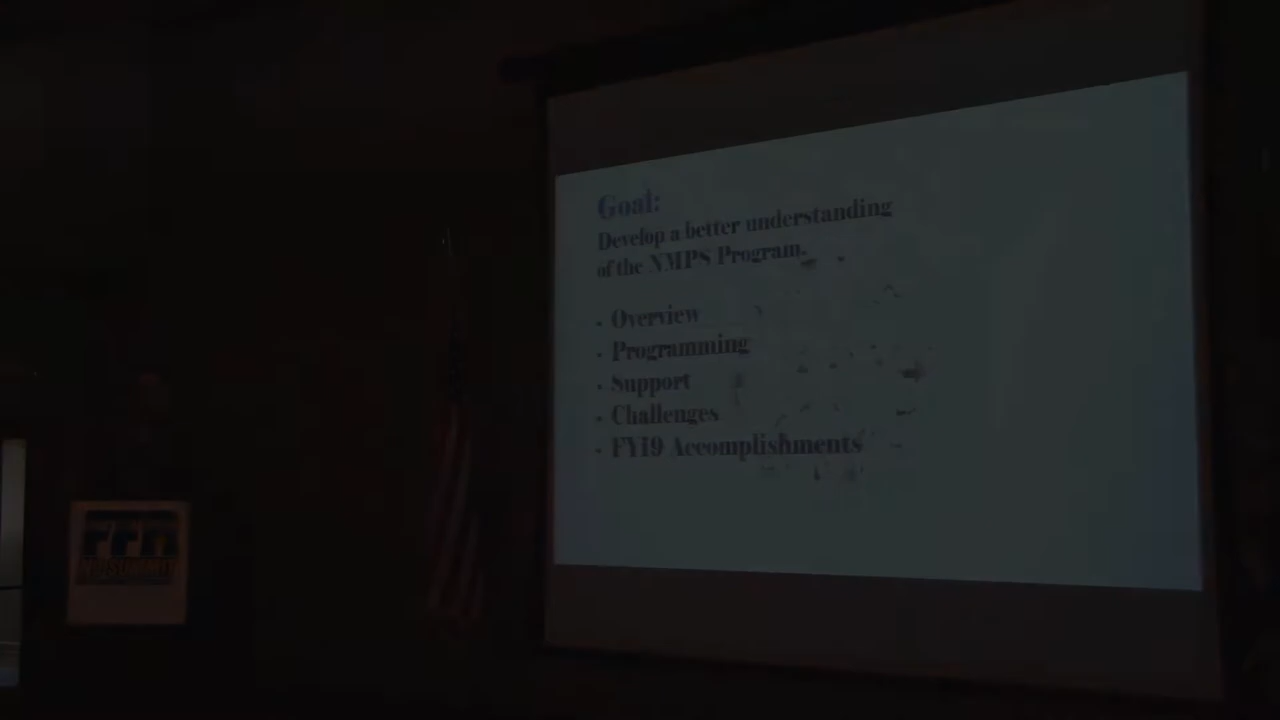 Goal:
Develop a better understanding
of the NMPS Program.
- Overview
- Programming
- Support
- Challenges
- FY19 Accomplishments